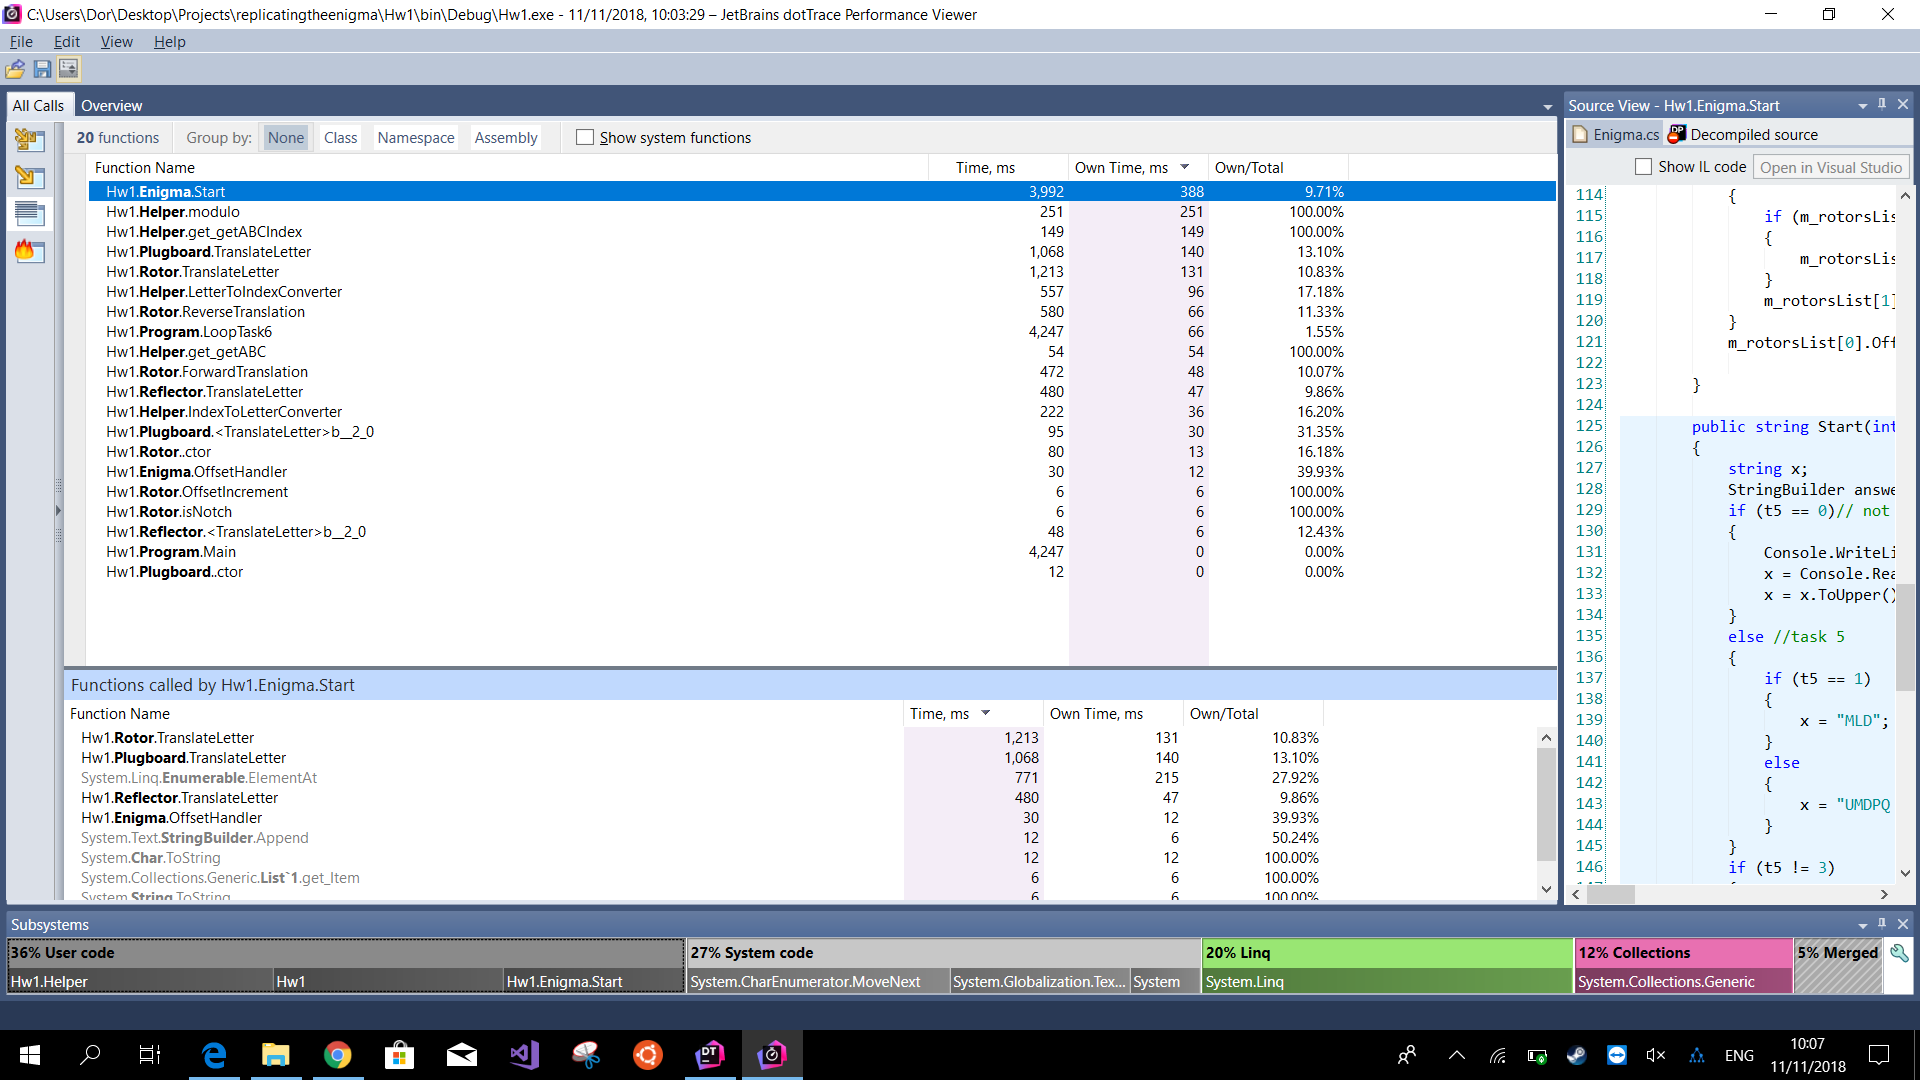 C:\Users\Dor\Desktop\Projects\replicatingtheenigma\Hw1\bin\Debug\Hw1.exe - 11/11/2018, 10:03:29 – JetBrains dotTrace Performance Viewer
File Edit View Help
All Calls Overview
20 functions Group by: None Class Namespace Assembly Show system functions
Function Name Time, ms Own Time, ms Own/Total
Hw1.Enigma.Start 3,992 388 9.71%
Hw1.Helper.modulo 251 251 100.00%
Hw1.Helper.get_getABCIndex 149 149 100.00%
Hw1.Plugboard.TranslateLetter 1,068 140 13.10%
Hw1.Rotor.TranslateLetter 1,213 131 10.83%
Hw1.Helper.LetterToIndexConverter 557 96 17.18%
Hw1.Rotor.ReverseTranslation 580 66 11.33%
Hw1.Program.LoopTask6 4,247 66 1.55%
Hw1.Helper.get_getABC 54 54 100.00%
Hw1.Rotor.ForwardTranslation 472 48 10.07%
Hw1.Reflector.TranslateLetter 480 47 9.86%
Hw1.Helper.IndexToLetterConverter 222 36 16.20%
Hw1.Plugboard.<TranslateLetter>b__2_0 95 30 31.35%
Hw1.Rotor..ctor 80 13 16.18%
Hw1.Enigma.OffsetHandler 30 12 39.93%
Hw1.Rotor.OffsetIncrement 6 6 100.00%
Hw1.Rotor.isNotch 6 6 100.00%
Hw1.Reflector.<TranslateLetter>b__2_0 48 6 12.43%
Hw1.Program.Main 4,247 0 0.00%
Hw1.Plugboard..ctor 12 0 0.00%
Functions called by Hw1.Enigma.Start
Function Name Time, ms Own Time, ms Own/Total
Hw1.Rotor.TranslateLetter 1,213 131 10.83%
Hw1.Plugboard.TranslateLetter 1,068 140 13.10%
System.Linq.Enumerable.ElementAt 771 215 27.92%
Hw1.Reflector.TranslateLetter 480 47 9.86%
Hw1.Enigma.OffsetHandler 30 12 39.93%
System.Text.StringBuilder.Append 12 6 50.24%
System.Char.ToString 12 12 100.00%
System.Collections.Generic.List`1.get_Item 6 6 100.00%
System.String.ToString 6 6 100.00%
Source View - Hw1.Enigma.Start
Enigma.cs DP Decompiled source
Show IL code Open in Visual Studio
114 {
115 if (m_rotorsLis
116 {
117 m_rotorsLis
118 }
119 m_rotorsList[1]
120 }
121 m_rotorsList[0].Off
122
123 }
124
125 public string Start(int
126 {
127 string x;
128 StringBuilder answe
129 if (t5 == 0)// not
130 {
131 Console.WriteLi
132 x = Console.Rea
133 x = x.ToUpper()
134 }
135 else //task 5
136 {
137 if (t5 == 1)
138 {
139 x = "MLD";
140 }
141 else
142 {
143 x = "UMDPQ
144 }
145 }
146 if (t5 != 3)
Subsystems
36% User code 27% System code 20% Linq 12% Collections 5% Merged
Hw1.Helper Hw1 Hw1.Enigma.Start System.CharEnumerator.MoveNext System.Globalization.Tex... System System.Linq System.Collections.Generic
DT
ENG
10:07
11/11/2018